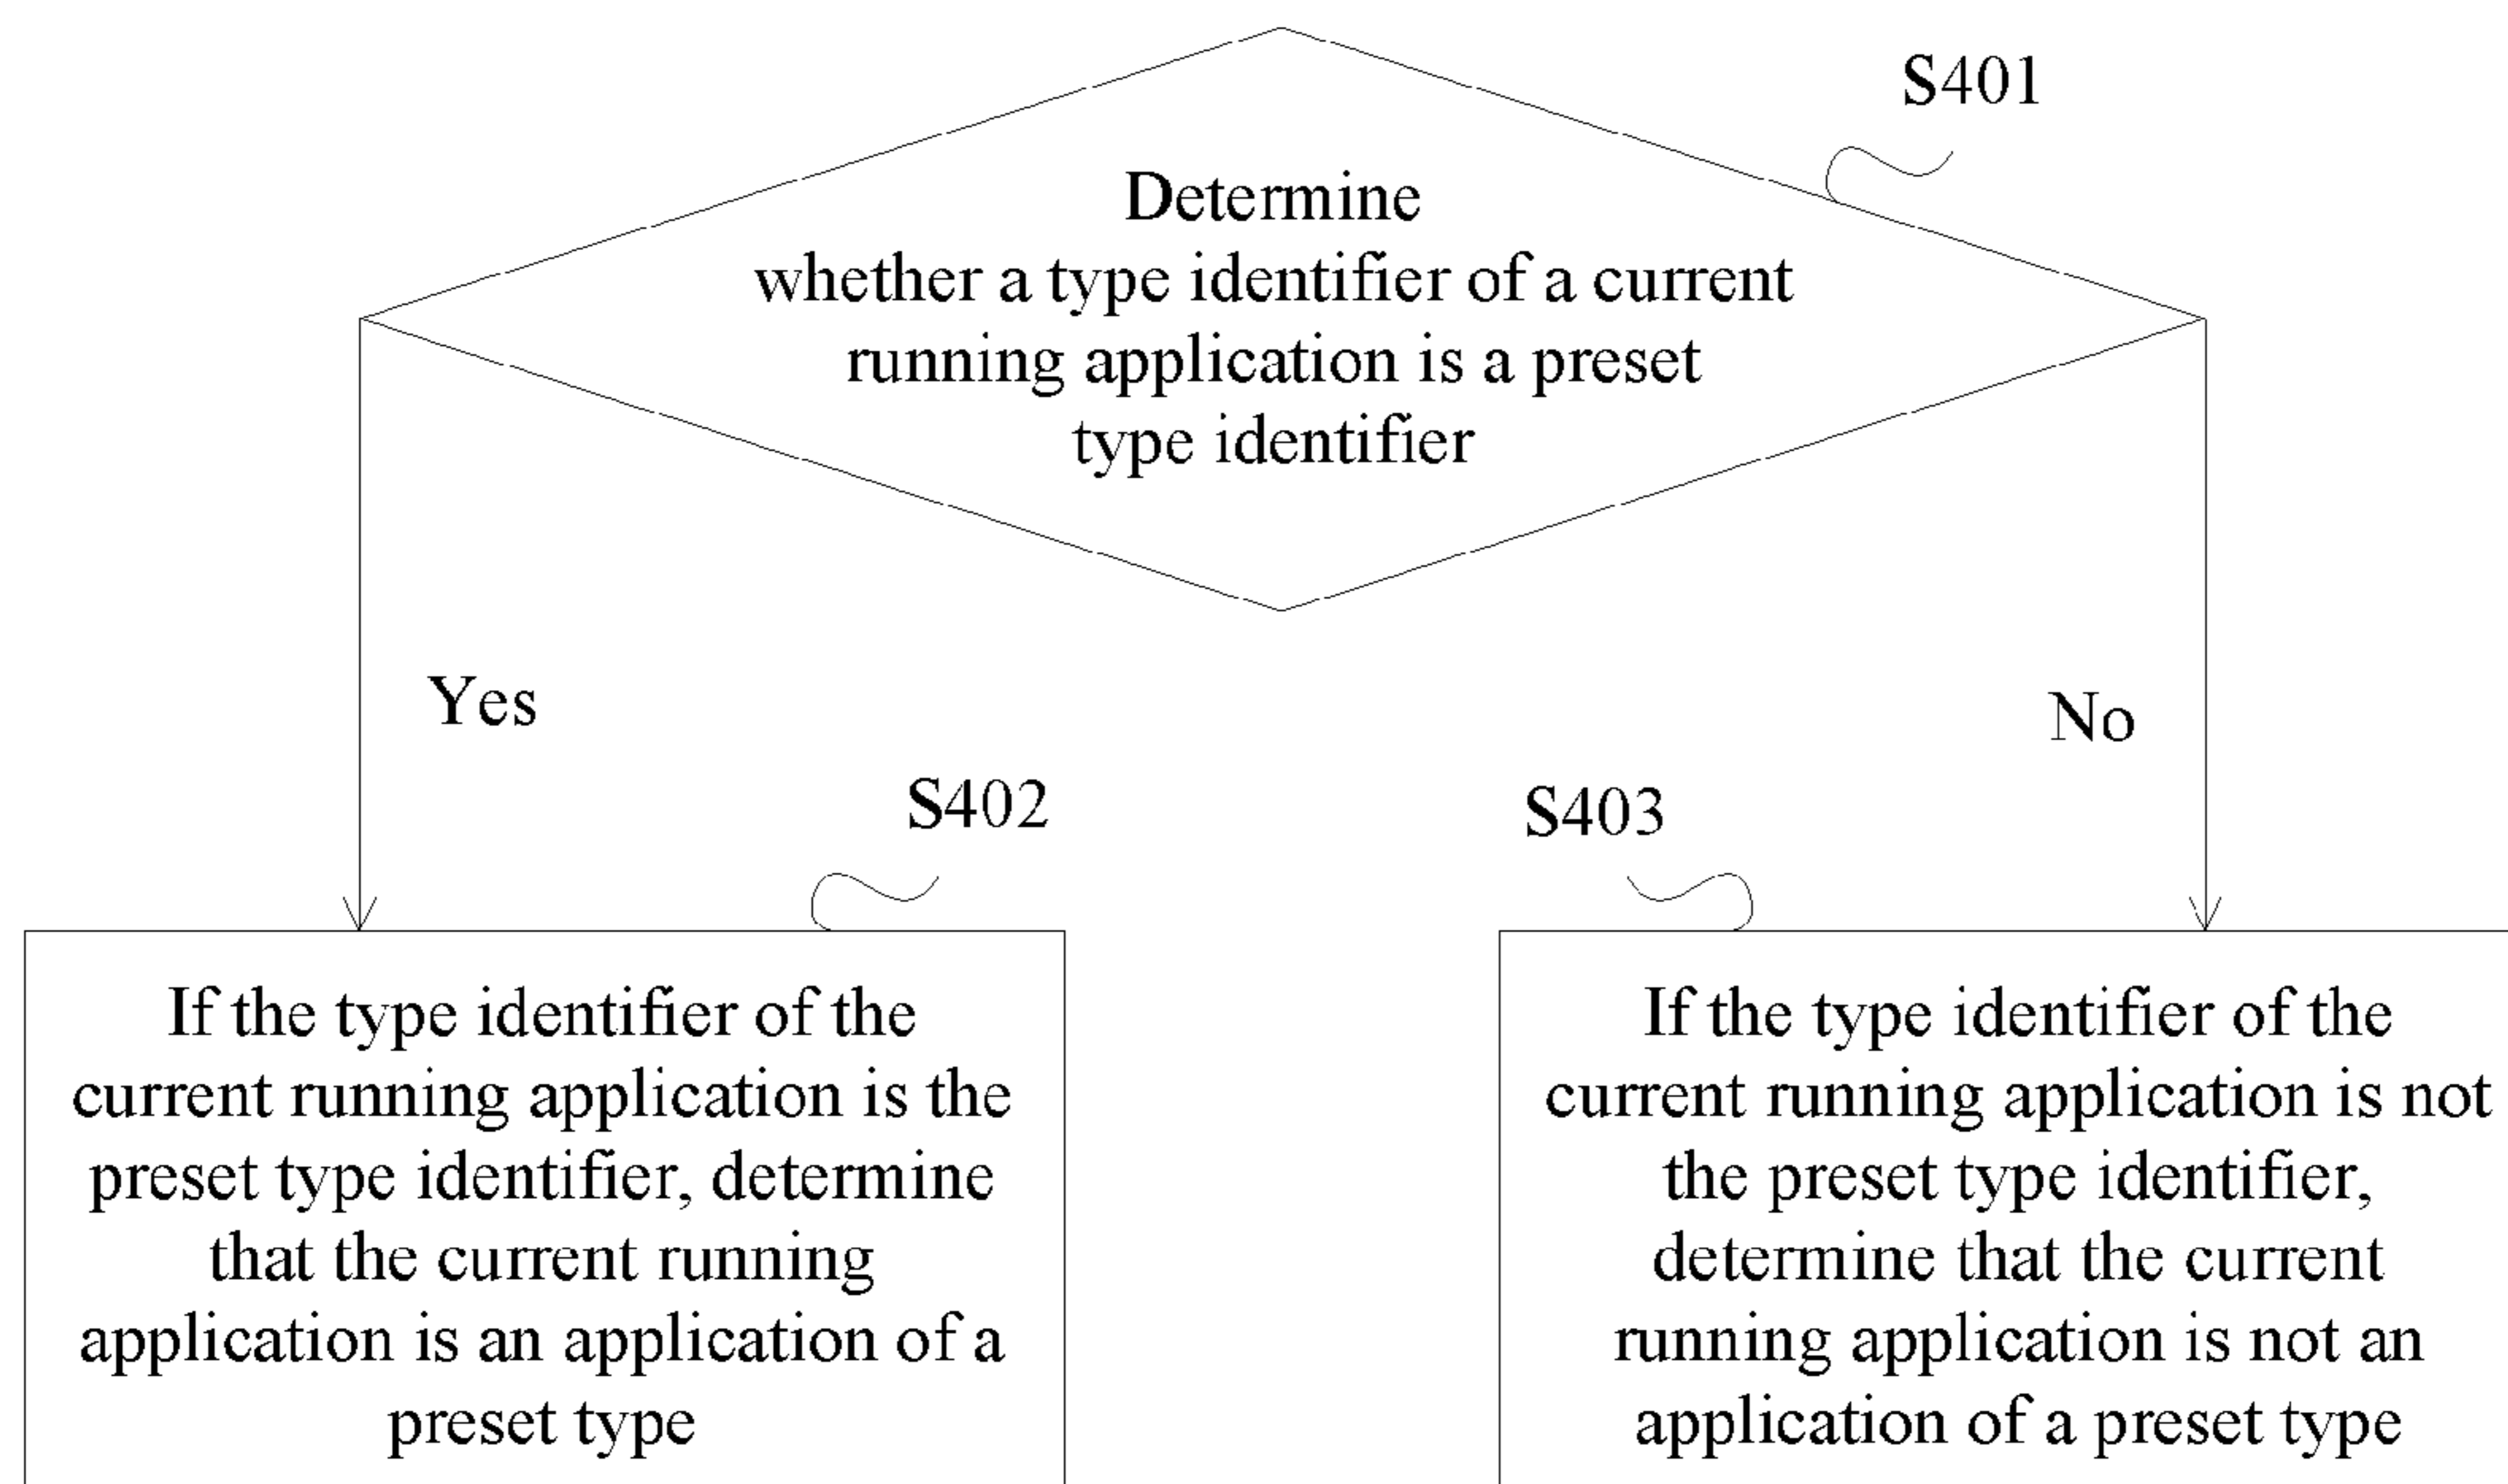 S401
Determine
whether a type identifier of a current
running application is a preset
type identifier
Yes
No
S402
S403
If the type identifier of the
current running application is the
preset type identifier, determine
that the current running
application is an application of a
preset type
If the type identifier of the
current running application is not
the preset type identifier,
determine that the current
running application is not an
application of a preset type